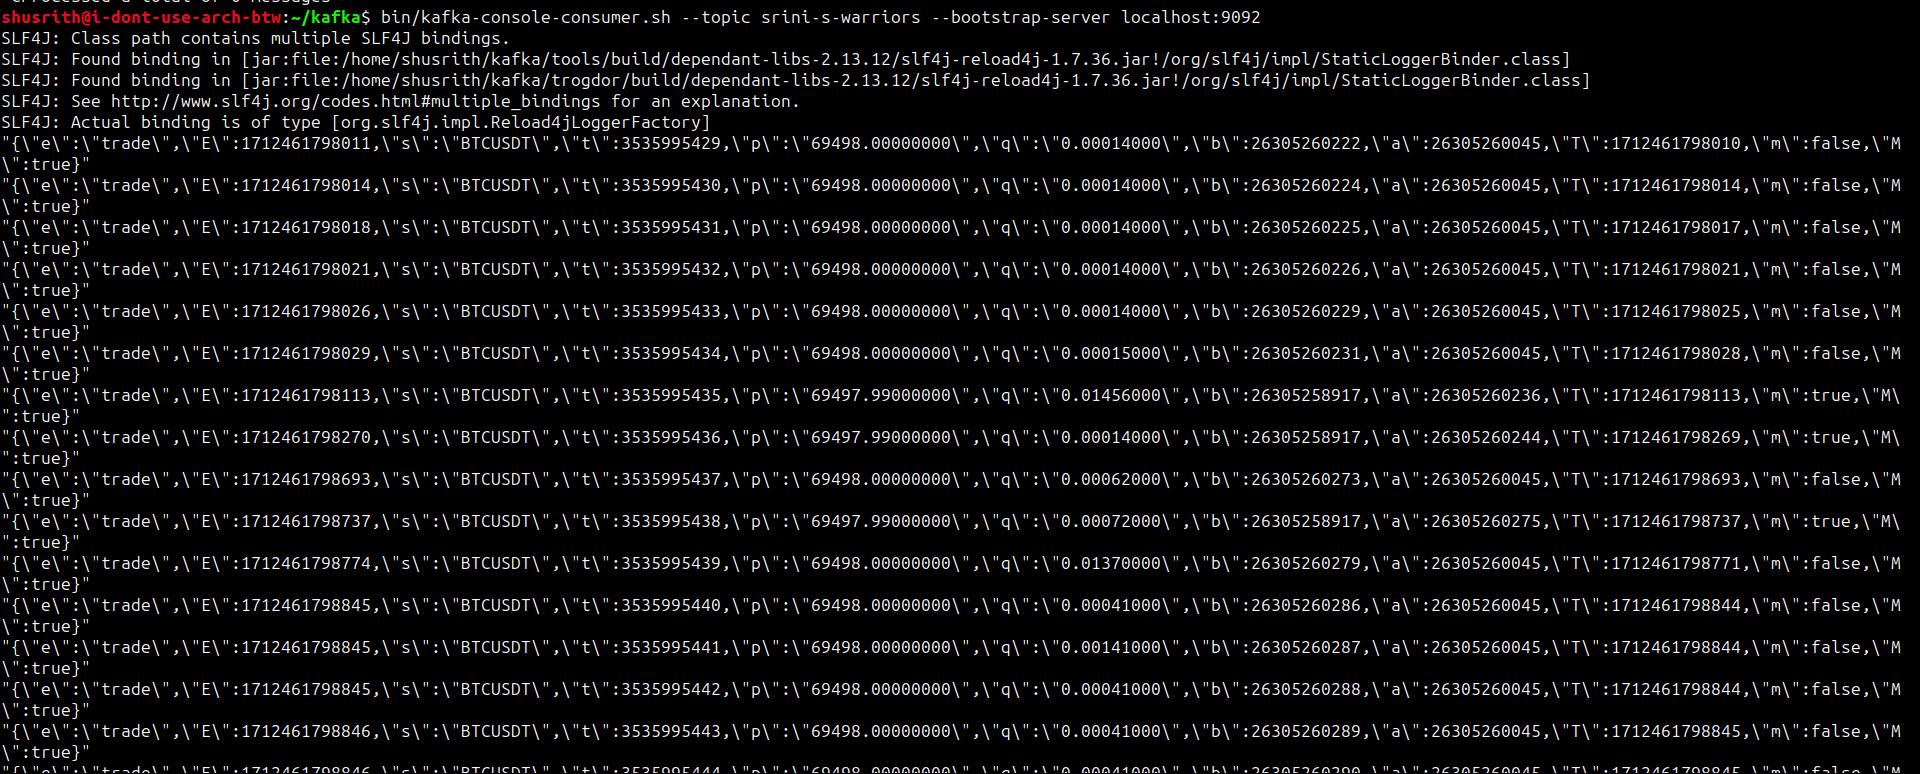 shusrith@i-dont-use-arch-btw:~/kafka$ bin/kafka-console-consumer.sh --topic srini-s-warriors --bootstrap-server localhost:9092
SLF4J: Class path contains multiple SLF4J bindings.
SLF4J: Found binding in [jar:file:/home/shusrith/kafka/tools/build/dependant-libs-2.13.12/slf4j-reload4j-1.7.36.jar!/org/slf4j/impl/StaticLoggerBinder.class]
SLF4J: Found binding in [jar:file:/home/shusrith/kafka/trogdor/build/dependant-libs-2.13.12/slf4j-reload4j-1.7.36.jar!/org/slf4j/impl/StaticLoggerBinder.class]
SLF4J: See http://www.slf4j.org/codes.html#multiple_bindings for an explanation.
SLF4J: Actual binding is of type [org.slf4j.impl.Reload4jLoggerFactory]
"{\"e\":\"trade\",\"E\":1712461798011,\"s\":\"BTCUSDT\",\"t\":3535995429,\"p\":\"69498.00000000\",\"q\":\"0.00014000\",\"b\":26305260222,\"a\":26305260045,\"T\":1712461798010,\"m\":false,\"M
\":true}"
"{\"e\":\"trade\",\"E\":1712461798014,\"s\":\"BTCUSDT\",\"t\":3535995430,\"p\":\"69498.00000000\",\"q\":\"0.00014000\",\"b\":26305260224,\"a\":26305260045,\"T\":1712461798014,\"m\":false,\"M
\":true}"
"{\"e\":\"trade\",\"E\":1712461798018,\"s\":\"BTCUSDT\",\"t\":3535995431,\"p\":\"69498.00000000\",\"q\":\"0.00014000\",\"b\":26305260225,\"a\":26305260045,\"T\":1712461798017,\"m\":false,\"M
\":true}"
"{\"e\":\"trade\",\"E\":1712461798021,\"s\":\"BTCUSDT\",\"t\":3535995432,\"p\":\"69498.00000000\",\"q\":\"0.00014000\",\"b\":26305260226,\"a\":26305260045,\"T\":1712461798021,\"m\":false,\"M
\":true}"
"{\"e\":\"trade\",\"E\":1712461798026,\"s\":\"BTCUSDT\",\"t\":3535995433,\"p\":\"69498.00000000\",\"q\":\"0.00014000\",\"b\":26305260229,\"a\":26305260045,\"T\":1712461798025,\"m\":false,\"M
\":true}"
"{\"e\":\"trade\",\"E\":1712461798029,\"s\":\"BTCUSDT\",\"t\":3535995434,\"p\":\"69498.00000000\",\"q\":\"0.00015000\",\"b\":26305260231,\"a\":26305260045,\"T\":1712461798028,\"m\":false,\"M
\":true}"
"{\"e\":\"trade\",\"E\":1712461798113,\"s\":\"BTCUSDT\",\"t\":3535995435,\"p\":\"69497.99000000\",\"q\":\"0.01456000\",\"b\":26305258917,\"a\":26305260236,\"T\":1712461798113,\"m\":true,\"M\
":true}"
"{\"e\":\"trade\",\"E\":1712461798270,\"s\":\"BTCUSDT\",\"t\":3535995436,\"p\":\"69497.99000000\",\"q\":\"0.00014000\",\"b\":26305258917,\"a\":26305260244,\"T\":1712461798269,\"m\":true,\"M\
":true}"
"{\"e\":\"trade\",\"E\":1712461798693,\"s\":\"BTCUSDT\",\"t\":3535995437,\"p\":\"69498.00000000\",\"q\":\"0.00062000\",\"b\":26305260273,\"a\":26305260045,\"T\":1712461798693,\"m\":false,\"M
\":true}"
"{\"e\":\"trade\",\"E\":1712461798737,\"s\":\"BTCUSDT\",\"t\":3535995438,\"p\":\"69497.99000000\",\"q\":\"0.00072000\",\"b\":26305258917,\"a\":26305260275,\"T\":1712461798737,\"m\":true,\"M\
":true}"
"{\"e\":\"trade\",\"E\":1712461798774,\"s\":\"BTCUSDT\",\"t\":3535995439,\"p\":\"69498.00000000\",\"q\":\"0.01370000\",\"b\":26305260279,\"a\":26305260045,\"T\":1712461798771,\"m\":false,\"M
\":true}"
"{\"e\":\"trade\",\"E\":1712461798845,\"s\":\"BTCUSDT\",\"t\":3535995440,\"p\":\"69498.00000000\",\"q\":\"0.00041000\",\"b\":26305260286,\"a\":26305260045,\"T\":1712461798844,\"m\":false,\"M
\":true}"
"{\"e\":\"trade\",\"E\":1712461798845,\"s\":\"BTCUSDT\",\"t\":3535995441,\"p\":\"69498.00000000\",\"q\":\"0.00141000\",\"b\":26305260287,\"a\":26305260045,\"T\":1712461798844,\"m\":false,\"M
\":true}"
"{\"e\":\"trade\",\"E\":1712461798845,\"s\":\"BTCUSDT\",\"t\":3535995442,\"p\":\"69498.00000000\",\"q\":\"0.00041000\",\"b\":26305260288,\"a\":26305260045,\"T\":1712461798844,\"m\":false,\"M
\":true}"
"{\"e\":\"trade\",\"E\":1712461798846,\"s\":\"BTCUSDT\",\"t\":3535995443,\"p\":\"69498.00000000\",\"q\":\"0.00041000\",\"b\":26305260289,\"a\":26305260045,\"T\":1712461798845,\"m\":false,\"M
\":true}"